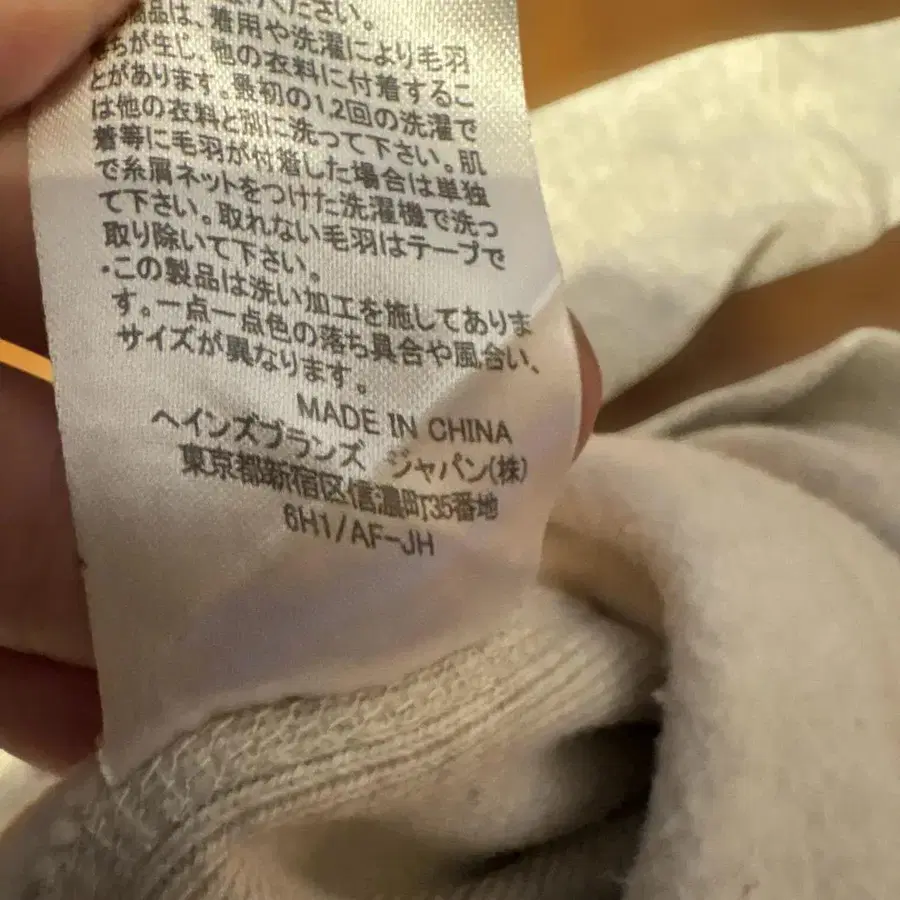 ください。
商品は、着用や洗濯により毛羽
落ちが生じ、他の衣料に付着するこ
とがあります。最初の1,2回の洗濯で
は他の衣料と別に洗って下さい。肌
着等に毛羽が付着した場合は単独
で糸屑ネットをつけた洗濯機で洗っ
て下さい。取れない毛羽はテープで
取り除いて下さい。
・この製品は洗い加工を施してありま
す。一点一点色の落ち具合や風合い、
サイズが異なります。
MADE IN CHINA
ヘインズブランズ ジャパン(株)
東京都新宿区信濃町35番地
6H1/AF-JH